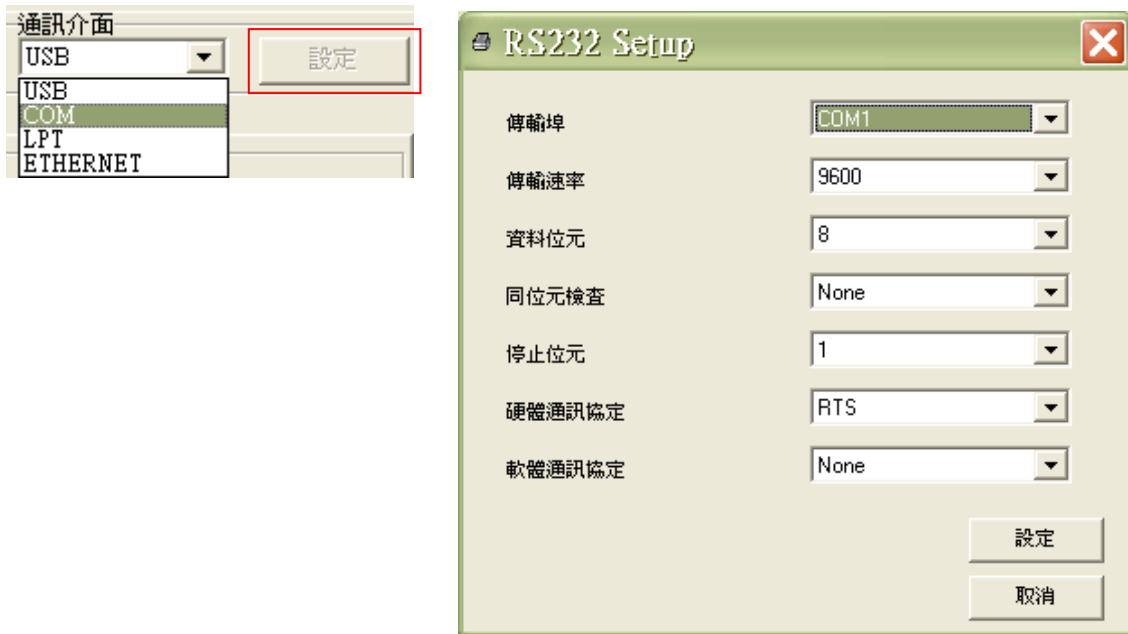 通訊介面
USB
設定
USB
COM
LPT
ETHERNET
RS232 Setup
傳輸埠 COM1
傳輸速率 9600
資料位元 8
同位元檢查 None
停止位元 1
硬體通訊協定 RTS
軟體通訊協定 None
設定
取消